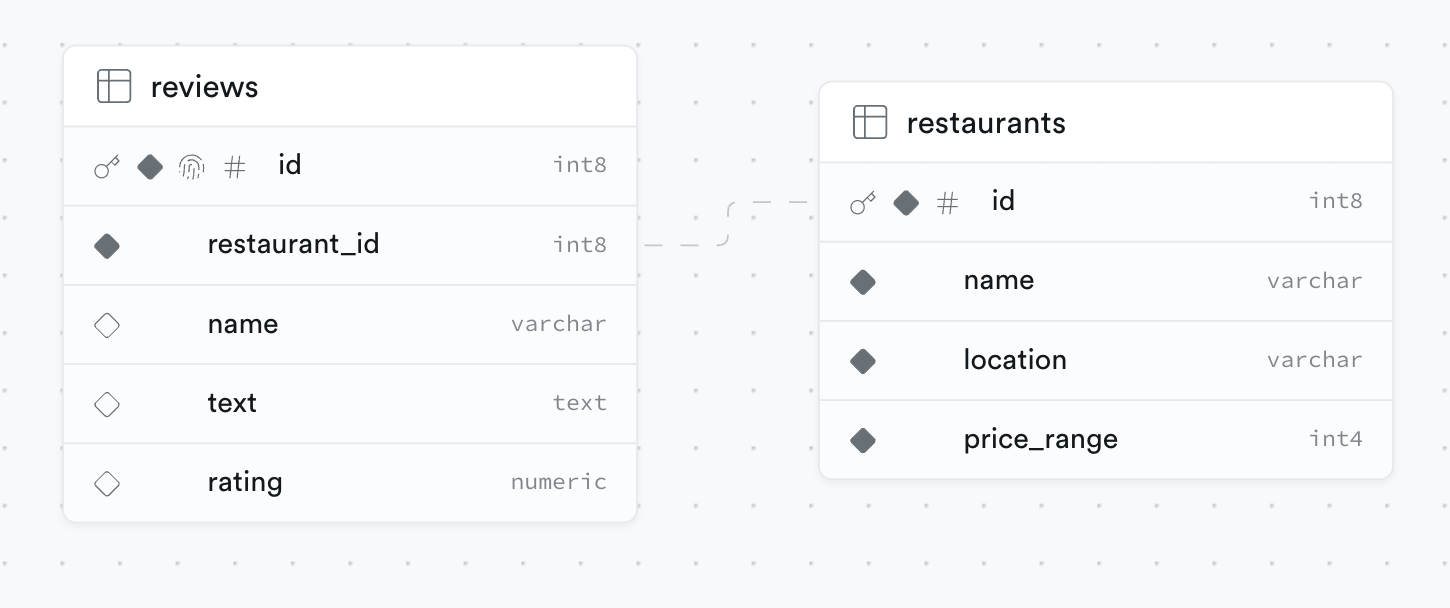 reviews
# id int8
restaurant_id int8
name varchar
text text
rating numeric
restaurants
# id int8
name varchar
location varchar
price_range int4